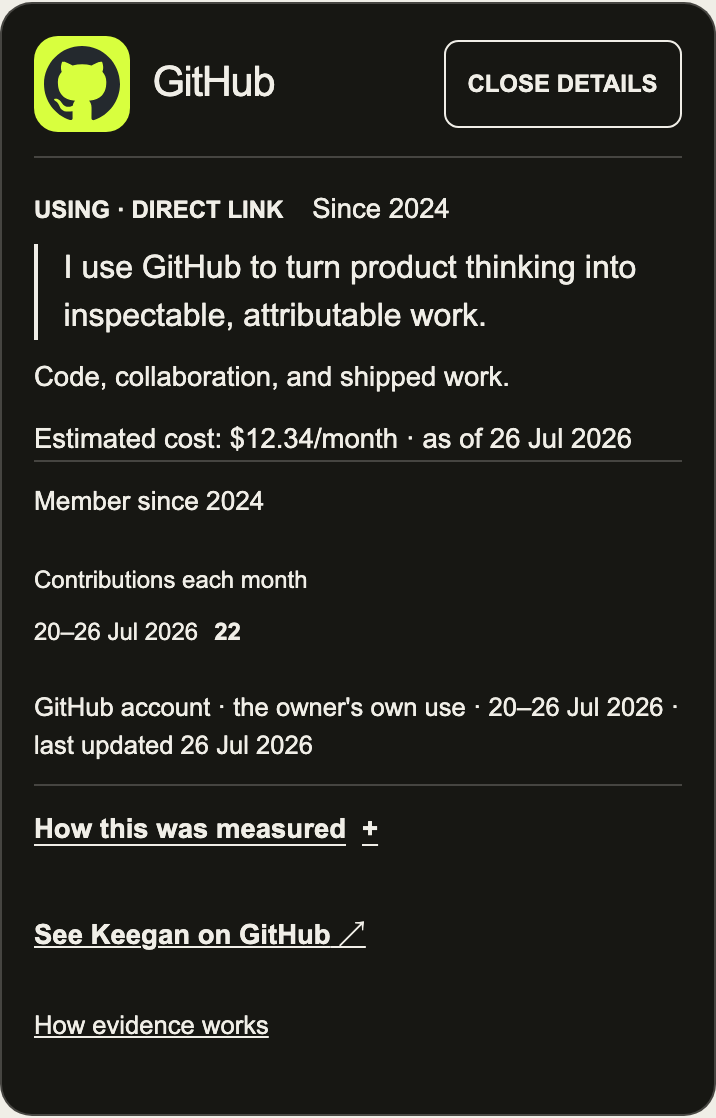 GitHub
CLOSE DETAILS
USING · DIRECT LINK Since 2024
I use GitHub to turn product thinking into
inspectable, attributable work.
Code, collaboration, and shipped work.
Estimated cost: $12.34/month · as of 26 Jul 2026
Member since 2024
Contributions each month
20–26 Jul 2026 22
GitHub account · the owner's own use · 20–26 Jul 2026 ·
last updated 26 Jul 2026
How this was measured +
See Keegan on GitHub ↗
How evidence works